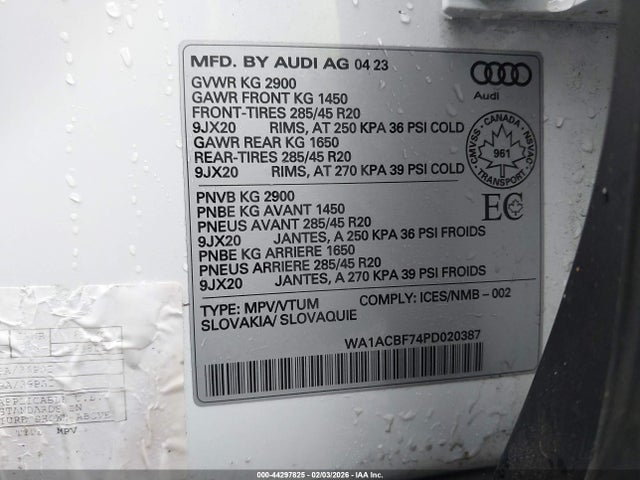 MFD. BY AUDI AG 04 23
GVWR KG 2900
GAWR FRONT KG 1450
FRONT-TIRES 285/45 R20
9JX20 RIMS, AT 250 KPA 36 PSI COLD
GAWR REAR KG 1650
REAR-TIRES 285/45 R20
9JX20 RIMS, AT 270 KPA 39 PSI COLD
PNVB KG 2900
PNBE KG AVANT 1450
PNEUS AVANT 285/45 R20
9JX20 JANTES, A 250 KPA 36 PSI FROIDS
PNBE KG ARRIERE 1650
PNEUS ARRIERE 285/45 R20
9JX20 JANTES, A 270 KPA 39 PSI FROIDS
TYPE: MPV/VTUM COMPLY: ICES/NMB-002
SLOVAKIA/ SLOVAQUIE
WA1ACBF74PD020387
Audi
CMVSS - CANADA - NSVAC
961
TRANSPORT
EC
TYPE MPV
000-44297825 - 02/03/2026 - IAA Inc.